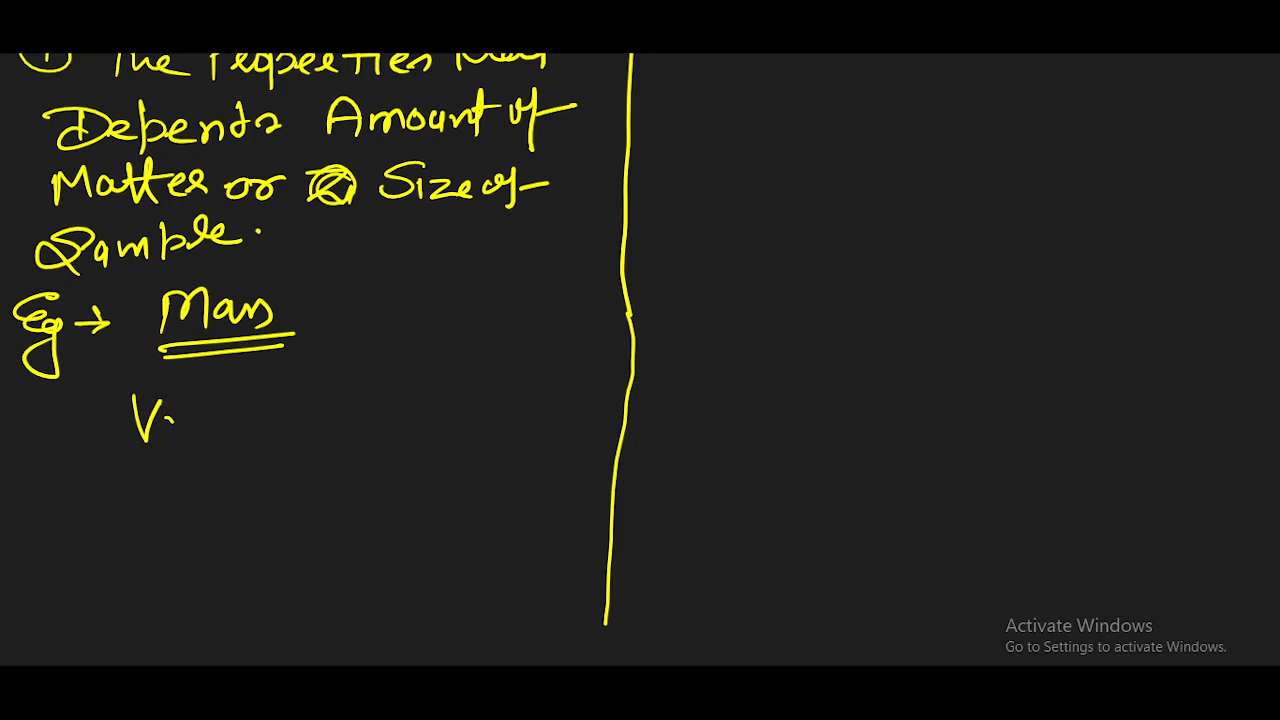 ① The Properties
Depends Amount of
Matter or Size of
Sample.
Eg → Mass
V
Activate Windows
Go to Settings to activate Windows.